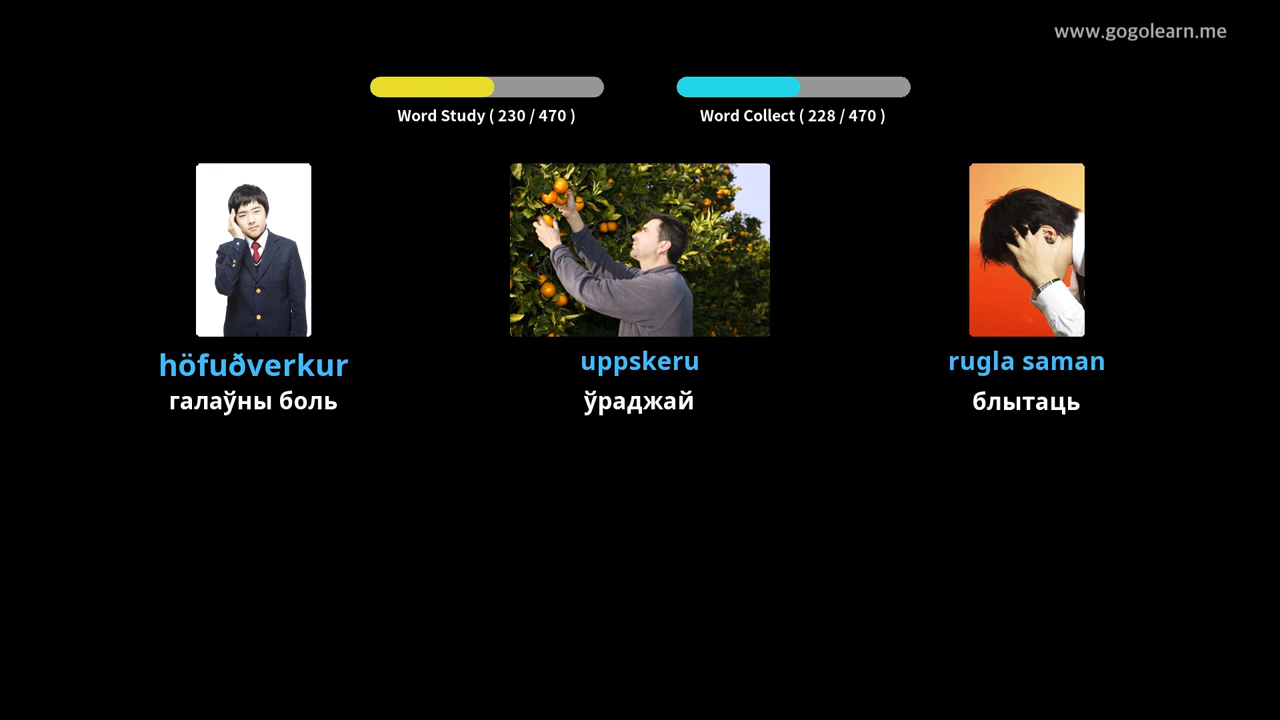 www.gogolearn.me
Word Study ( 230 / 470 )
Word Collect ( 228 / 470 )
höfuðverkur
галаўны боль
uppskeru
ўраджай
rugla saman
блытаць